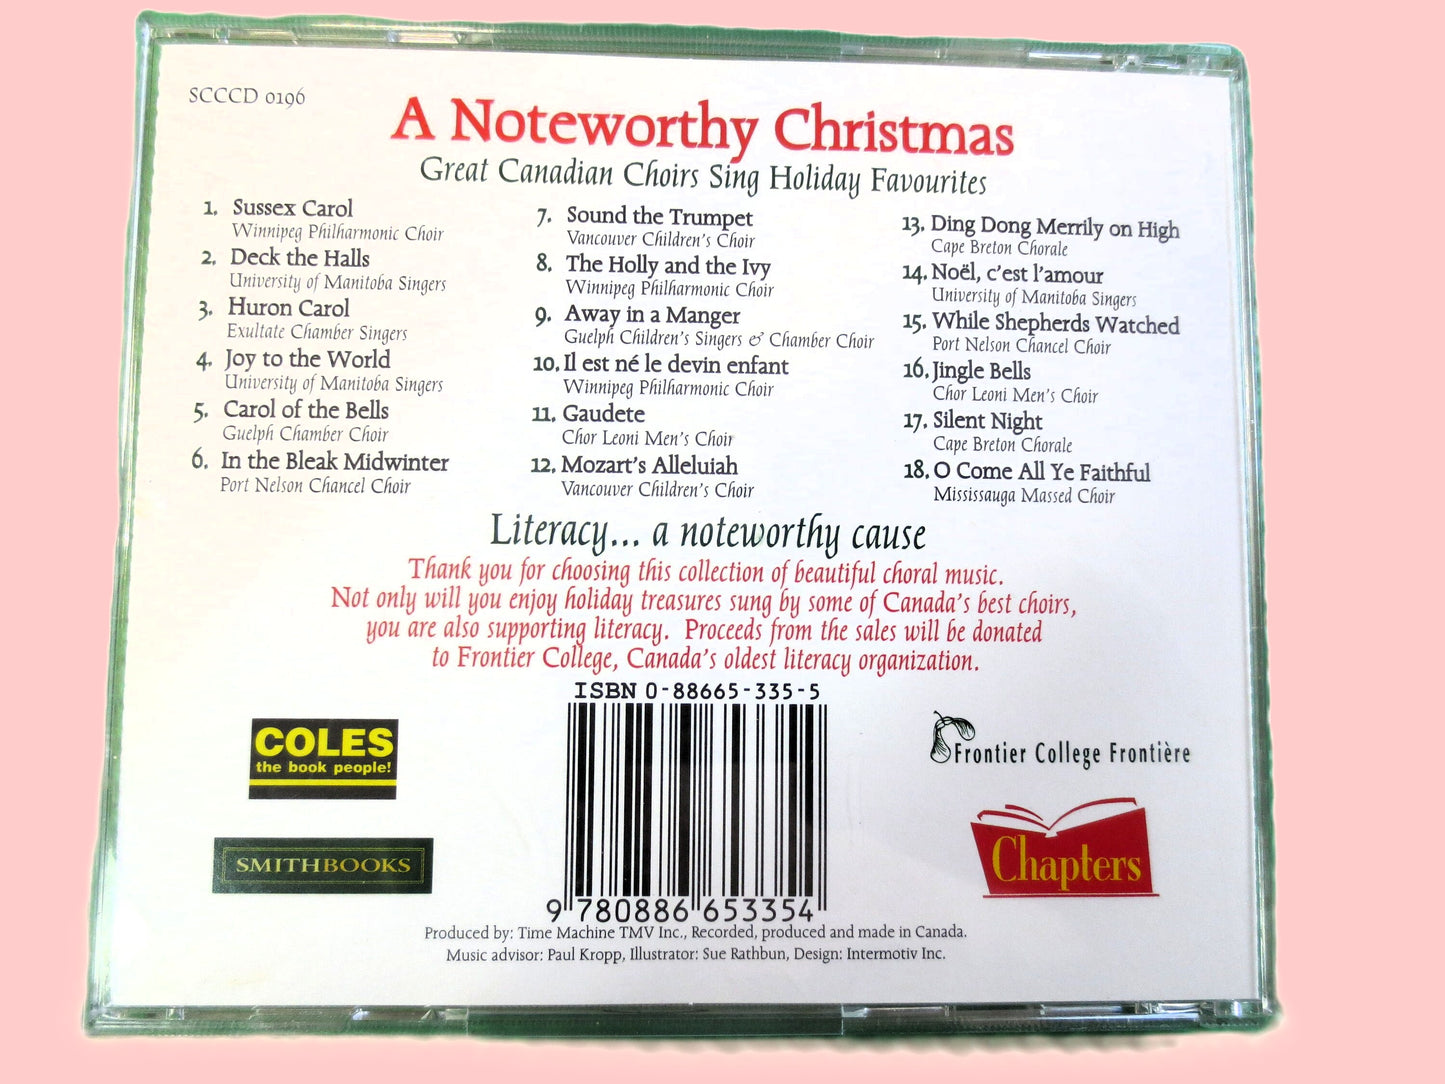 SCCCD 0196
A Noteworthy Christmas
Great Canadian Choirs Sing Holiday Favourites
1. Sussex Carol
Winnipeg Philharmonic Choir
2. Deck the Halls
University of Manitoba Singers
3. Huron Carol
Exultate Chamber Singers
4. Joy to the World
University of Manitoba Singers
5. Carol of the Bells
Guelph Chamber Choir
6. In the Bleak Midwinter
Port Nelson Chancel Choir
7. Sound the Trumpet
Vancouver Children's Choir
8. The Holly and the Ivy
Winnipeg Philharmonic Choir
9. Away in a Manger
Guelph Children's Singers & Chamber Choir
10. Il est né le devin enfant
Winnipeg Philharmonic Choir
11. Gaudete
Chor Leoni Men's Choir
12. Mozart's Alleluiah
Vancouver Children's Choir
13. Ding Dong Merrily on High
Cape Breton Chorale
14. Noël, c'est l'amour
University of Manitoba Singers
15. While Shepherds Watched
Port Nelson Chancel Choir
16. Jingle Bells
Chor Leoni Men's Choir
17. Silent Night
Cape Breton Chorale
18. O Come All Ye Faithful
Mississauga Massed Choir
Literacy... a noteworthy cause
Thank you for choosing this collection of beautiful choral music.
Not only will you enjoy holiday treasures sung by some of Canada's best choirs,
you are also supporting literacy. Proceeds from the sales will be donated
to Frontier College, Canada's oldest literacy organization.
ISBN 0-88665-335-5
COLES
the book people!
SMITHBOOKS
Frontier College Frontière
Chapters
9 780886 653354
Produced by: Time Machine TMV Inc., Recorded, produced and made in Canada.
Music advisor: Paul Kropp, Illustrator: Sue Rathbun, Design: Intermotiv Inc.